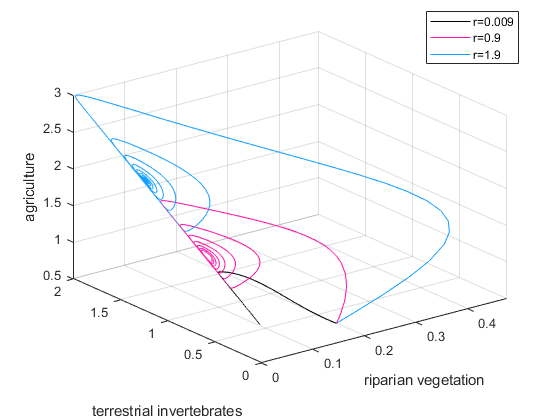 r=0.009
r=0.9
r=1.9
3
2.5
2
1.5
1
0.5
agriculture
2
1.5
1
0.5
0
terrestrial invertebrates
0
0.1
0.2
0.3
0.4
riparian vegetation